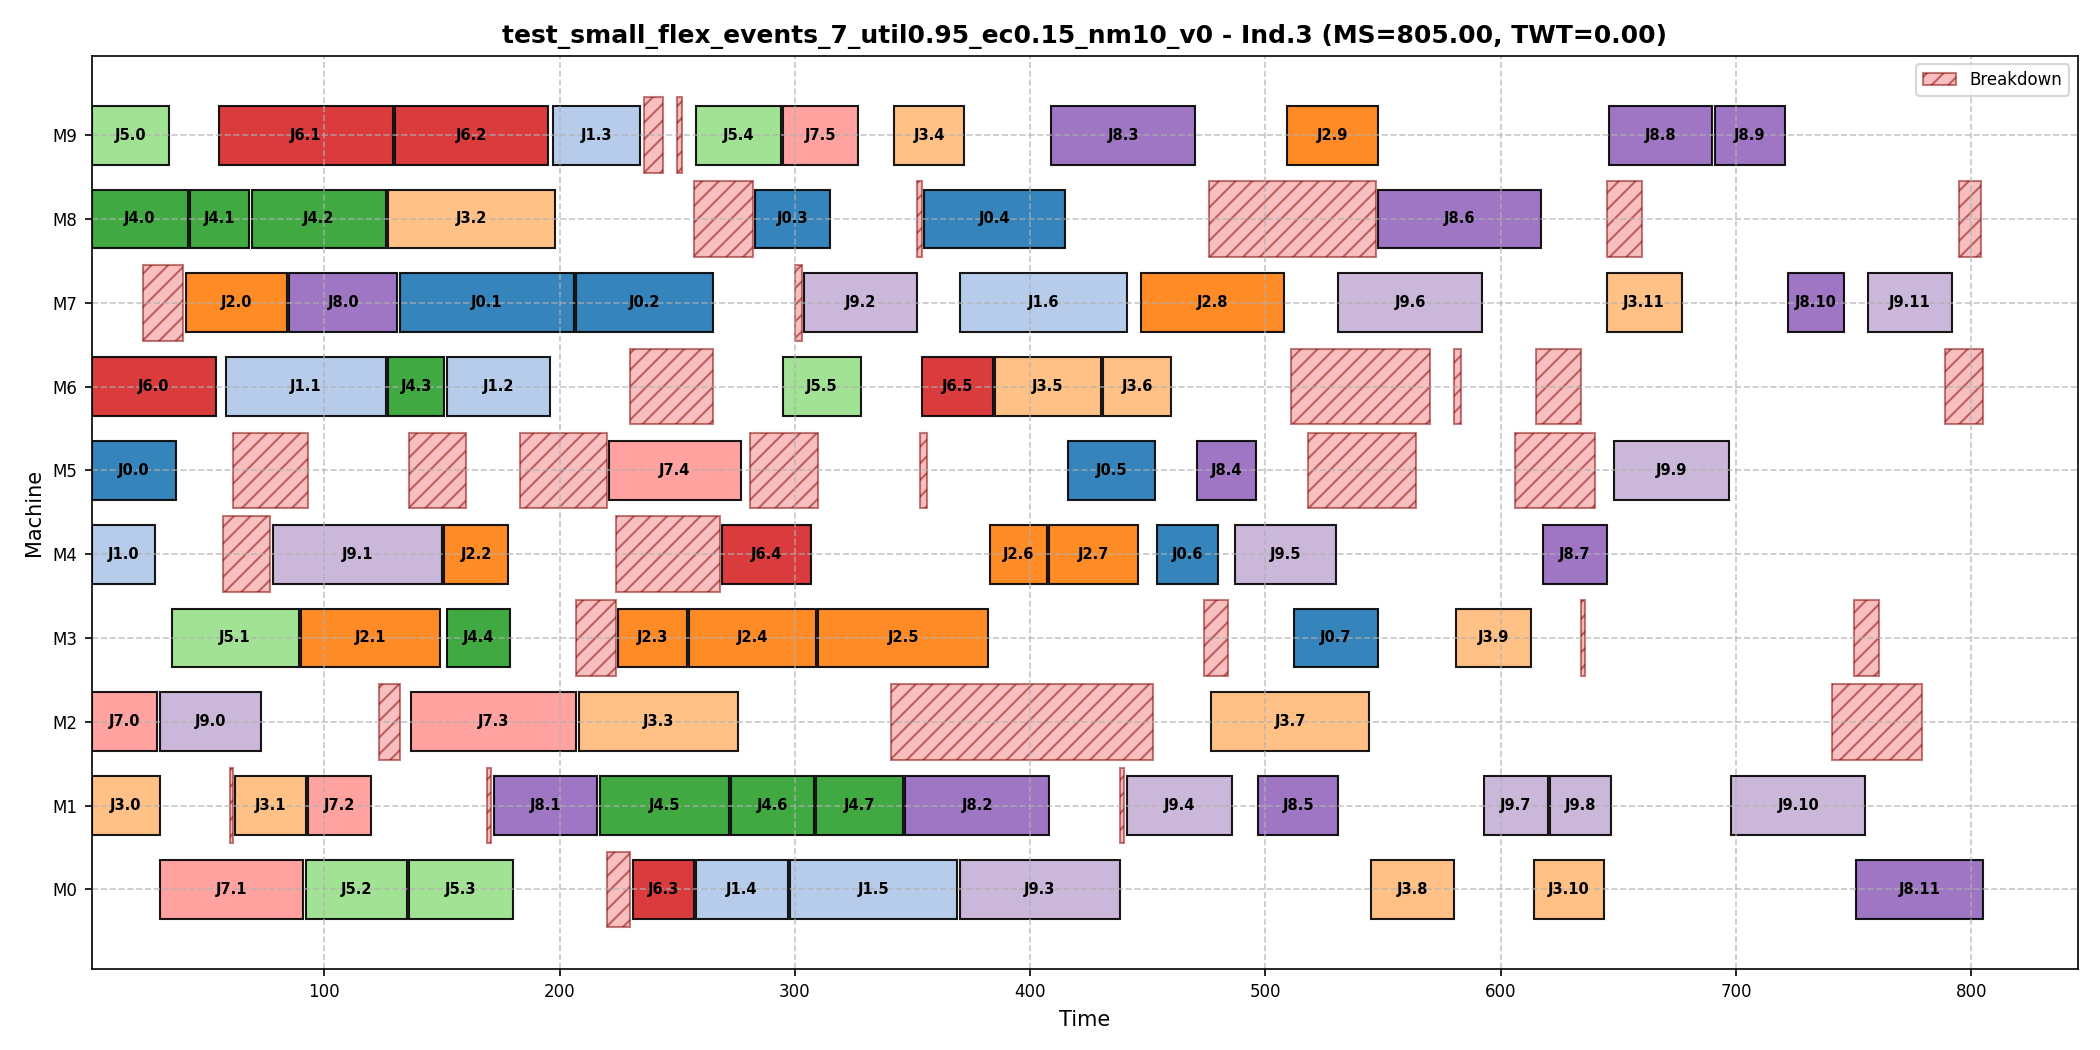 test_small_flex_events_7_util0.95_ec0.15_nm10_v0 - Ind.3 (MS=805.00, TWT=0.00)
Breakdown
M9 J5.0 J6.1 J6.2 J1.3 J5.4 J7.5 J3.4 J8.3 J2.9 J8.8 J8.9
M8 J4.0 J4.1 J4.2 J3.2 J0.3 J0.4 J8.6
M7 J2.0 J8.0 J0.1 J0.2 J9.2 J1.6 J2.8 J9.6 J3.11 J8.10 J9.11
M6 J6.0 J1.1 J4.3 J1.2 J5.5 J6.5 J3.5 J3.6
M5 J0.0 J7.4 J0.5 J8.4 J9.9
M4 J1.0 J9.1 J2.2 J6.4 J2.6 J2.7 J0.6 J9.5 J8.7
M3 J5.1 J2.1 J4.4 J2.3 J2.4 J2.5 J0.7 J3.9
M2 J7.0 J9.0 J7.3 J3.3 J3.7
M1 J3.0 J3.1 J7.2 J8.1 J4.5 J4.6 J4.7 J8.2 J9.4 J8.5 J9.7 J9.8 J9.10
M0 J7.1 J5.2 J5.3 J6.3 J1.4 J1.5 J9.3 J3.8 J3.10 J8.11
Machine
100 200 300 400 500 600 700 800
Time